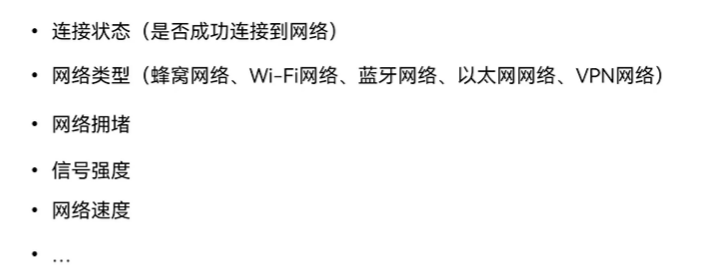 • 连接状态（是否成功连接到网络）
• 网络类型（蜂窝网络、Wi-Fi网络、蓝牙网络、以太网网络、VPN网络）
• 网络拥堵
• 信号强度
• 网络速度
• …